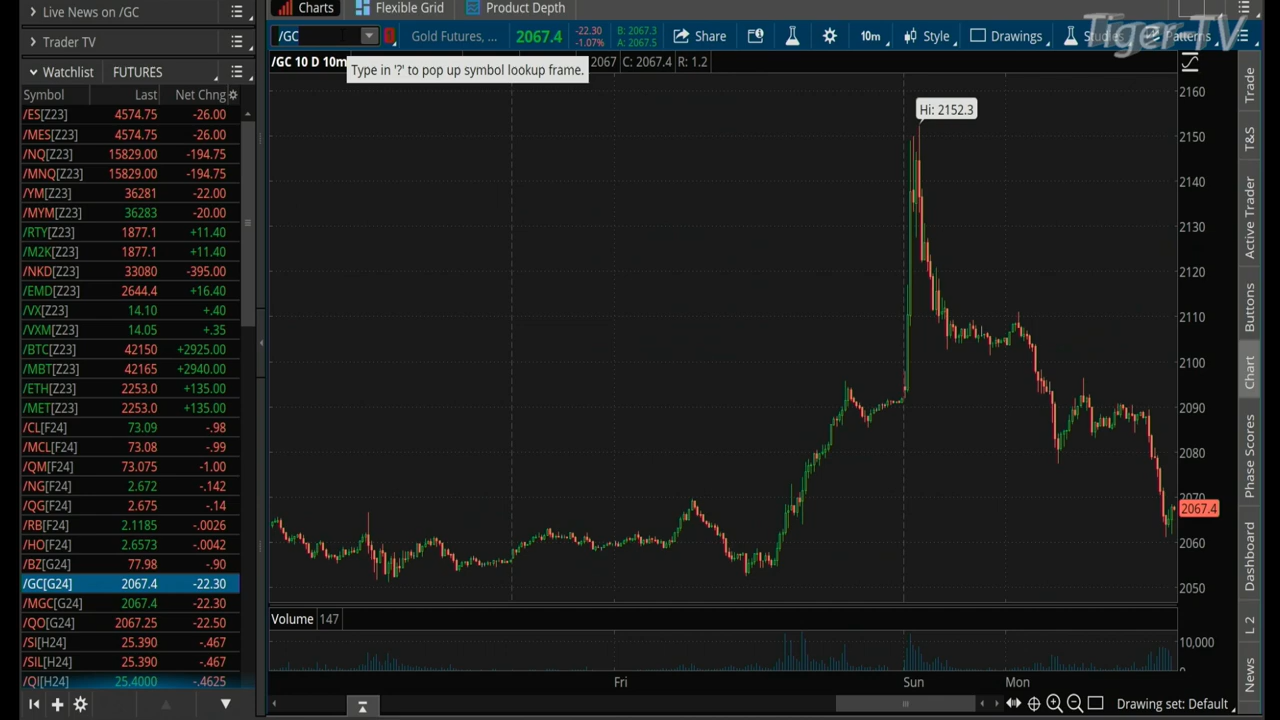 Live News on /GC
Trader TV
Watchlist FUTURES
Symbol Last Net Chng
/ES[Z23] 4574.75 -26.00
/MES[Z23] 4574.75 -26.00
/NQ[Z23] 15829.00 -194.75
/MNQ[Z23] 15829.00 -194.75
/YM[Z23] 36281 -22.00
/MYM[Z23] 36283 -20.00
/RTY[Z23] 1877.1 +11.40
/M2K[Z23] 1877.1 +11.40
/NKD[Z23] 33080 -395.00
/EMD[Z23] 2644.4 +16.40
/VX[Z23] 14.10 +.40
/VXM[Z23] 14.05 +.35
/BTC[Z23] 42150 +2925.00
/MBT[Z23] 42165 +2940.00
/ETH[Z23] 2253.0 +135.00
/MET[Z23] 2253.0 +135.00
/CL[F24] 73.09 -.98
/MCL[F24] 73.08 -.99
/QM[F24] 73.075 -1.00
/NG[F24] 2.672 -.142
/QG[F24] 2.675 -.14
/RB[F24] 2.1185 -.0026
/HO[F24] 2.6573 -.0042
/BZ[F24] 77.98 -.90
/GC[G24] 2067.4 -22.30
/MGC[G24] 2067.4 -22.30
/QO[G24] 2067.25 -22.50
/SI[H24] 25.390 -.467
/SIL[H24] 25.390 -.467
/QI[H24] 25.4000 -.4625
Charts Flexible Grid Product Depth
/GC Gold Futures, ... 2067.4 -22.30 -1.07% B: 2067.3 A: 2067.5 Share 10m Style Drawings Studies Patterns
Tiger TV
/GC 10 D 10m 2067 C: 2067.4 R: 1.2
Type in '?' to pop up symbol lookup frame.
Hi: 2152.3
2160
2150
2140
2130
2120
2110
2100
2090
2080
2070
2067.4
2060
2050
Volume 147
10,000
0
Fri Sun Mon
Drawing set: Default
Trade
T&S
Active Trader
Buttons
Chart
Phase Scores
Dashboard
L 2
News